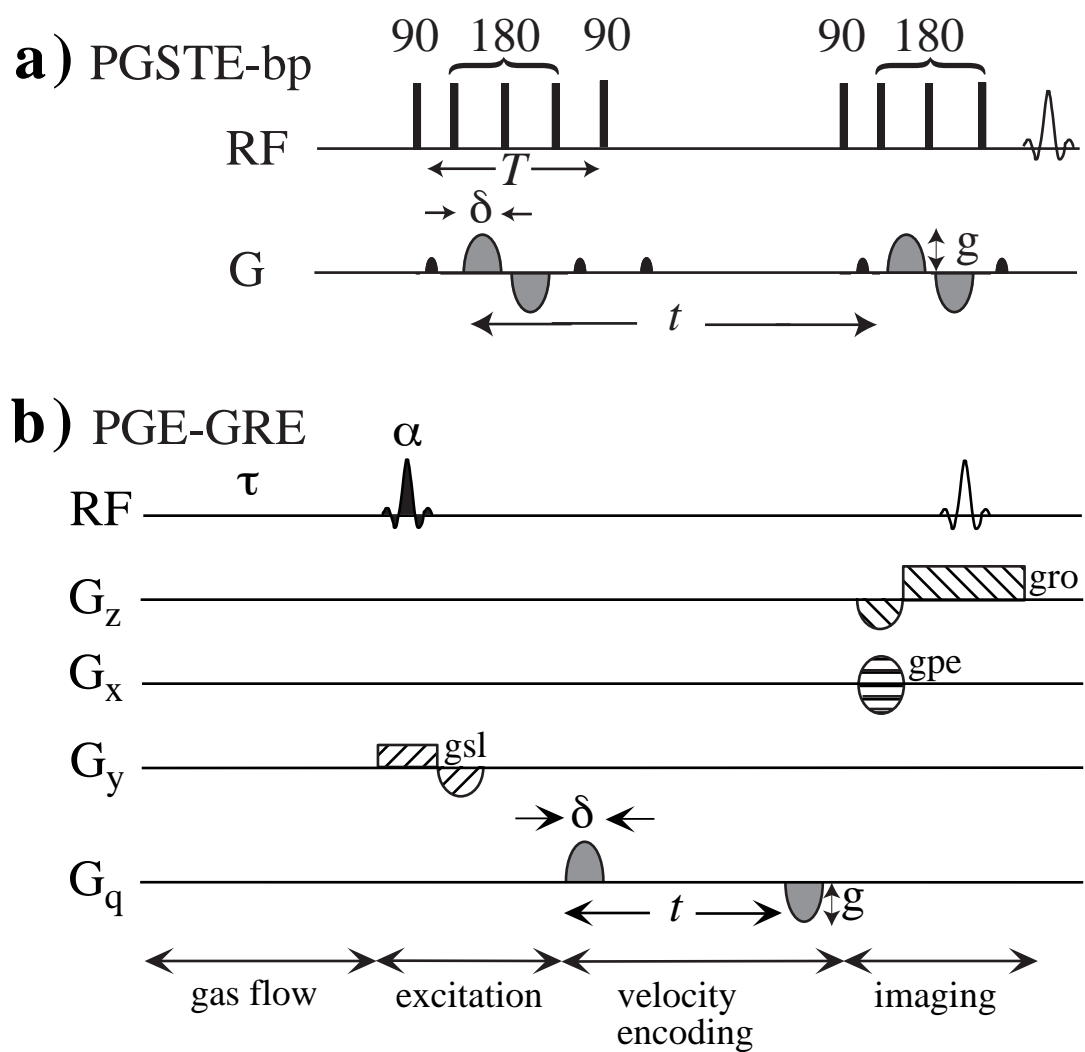 a) PGSTE-bp
90 180 90 90 180
RF
T
δ
G
g
t
b) PGE-GRE
α
τ
RF
Gz
gro
Gx
gpe
Gy
gsl
δ
Gq
t
g
gas flow excitation velocity encoding imaging